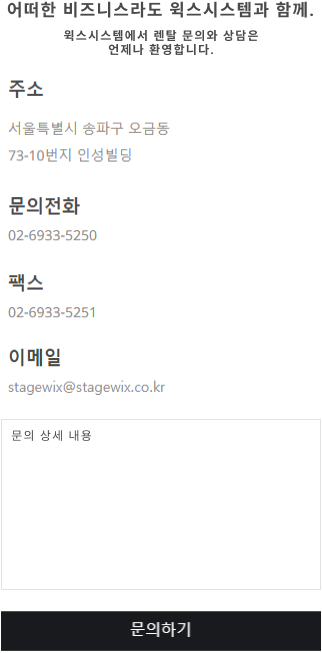 어떠한 비즈니스라도 윅스시스템과 함께.
윅스시스템에서 렌탈 문의와 상담은
언제나 환영합니다.
주소
서울특별시 송파구 오금동
73-10번지 인성빌딩
문의전화
02-6933-5250
팩스
02-6933-5251
이메일
stagewix@stagewix.co.kr
문의 상세 내용
문의하기